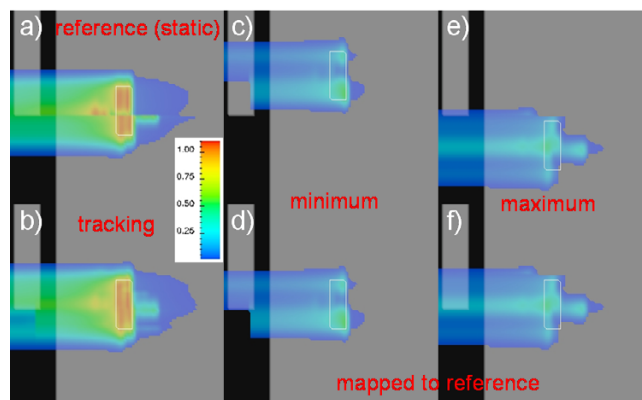 a) reference (static) c) e)
1.00
0.75
0.50
0.25
b) tracking d) minimum f) maximum
mapped to reference